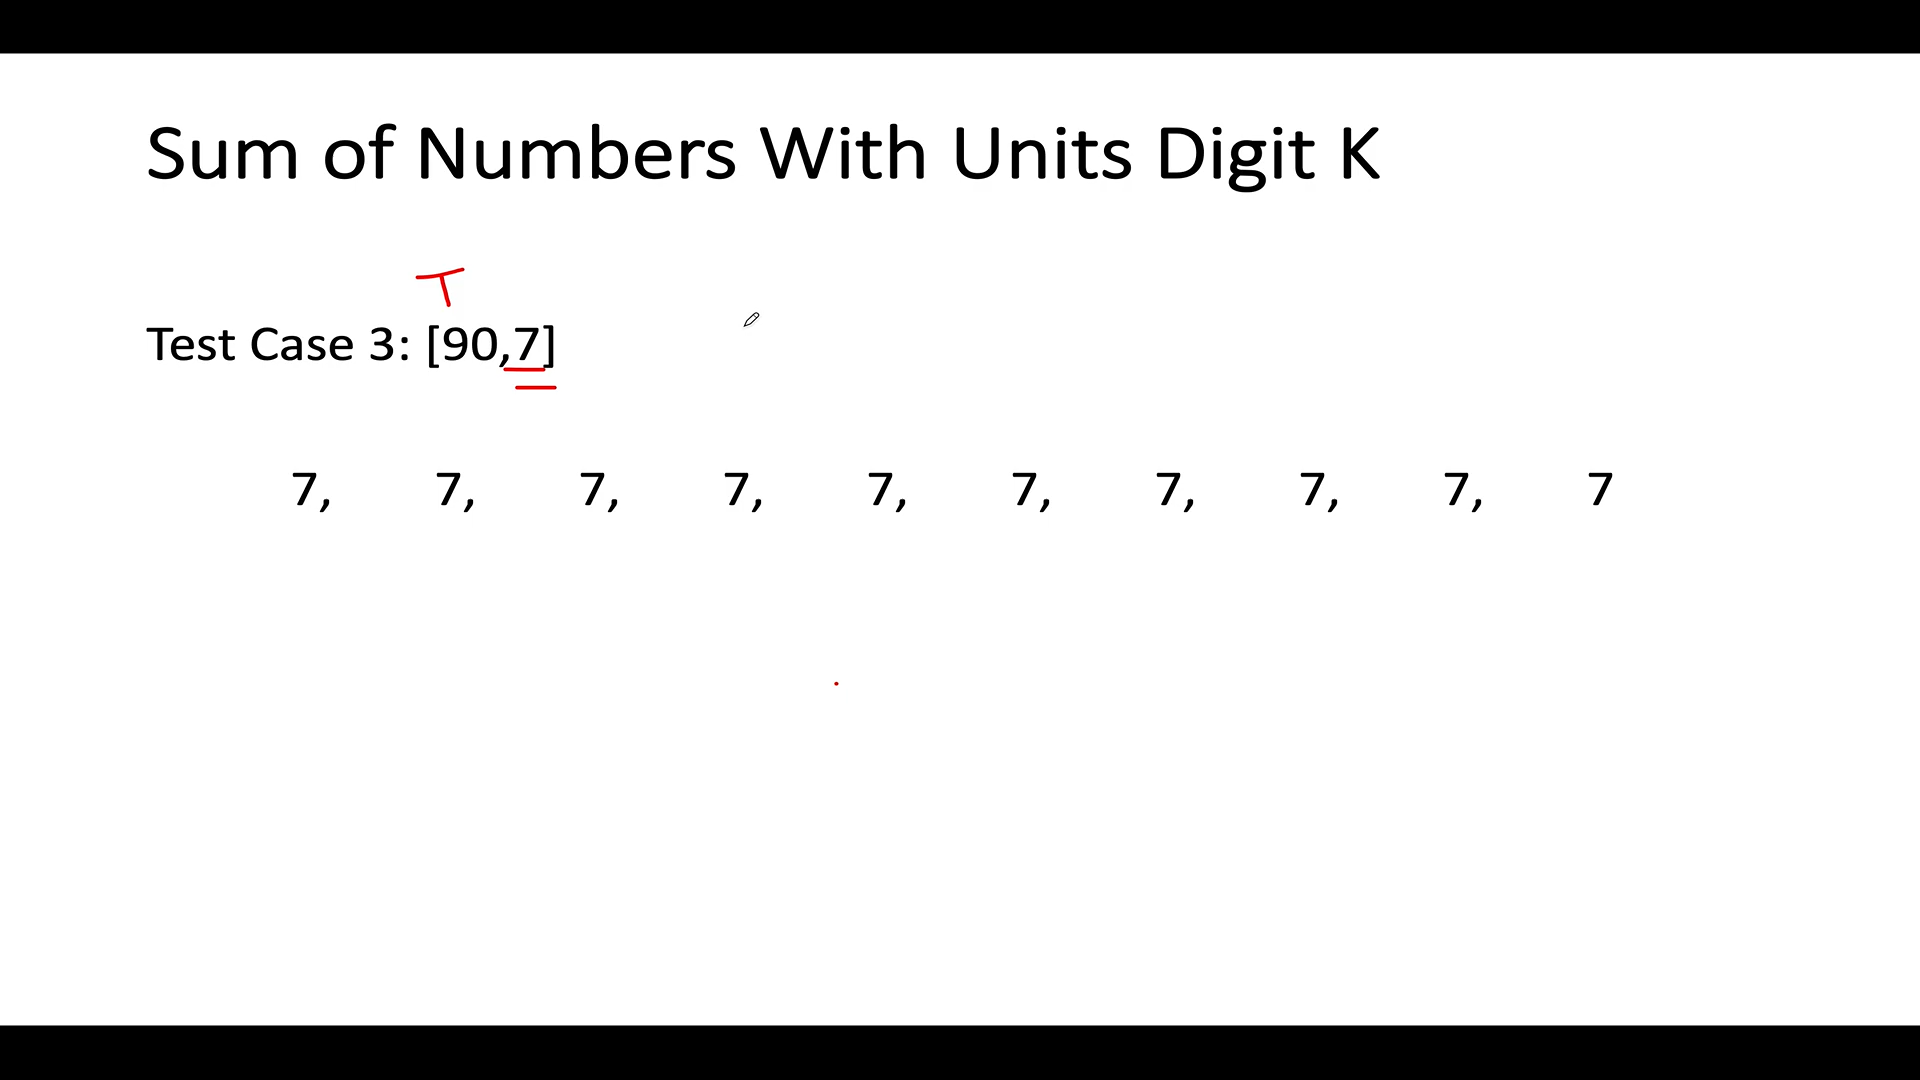 Sum of Numbers With Units Digit K
T
Test Case 3: [90,7]
7, 7, 7, 7, 7, 7, 7, 7, 7, 7